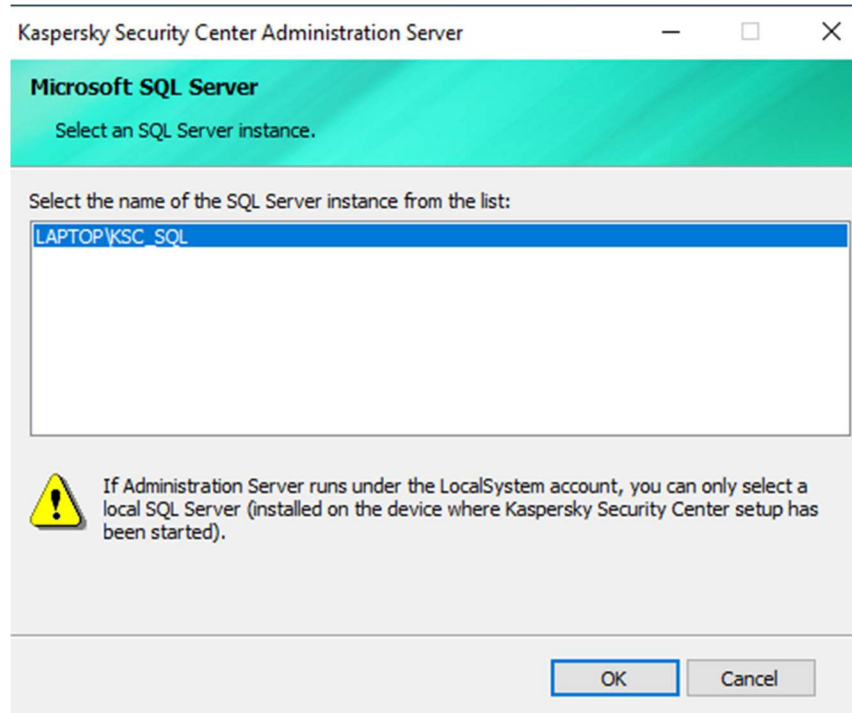 Kaspersky Security Center Administration Server
Microsoft SQL Server
Select an SQL Server instance.
Select the name of the SQL Server instance from the list:
LAPTOP\KSC_SQL
If Administration Server runs under the LocalSystem account, you can only select a
local SQL Server (installed on the device where Kaspersky Security Center setup has
been started).
OK
Cancel